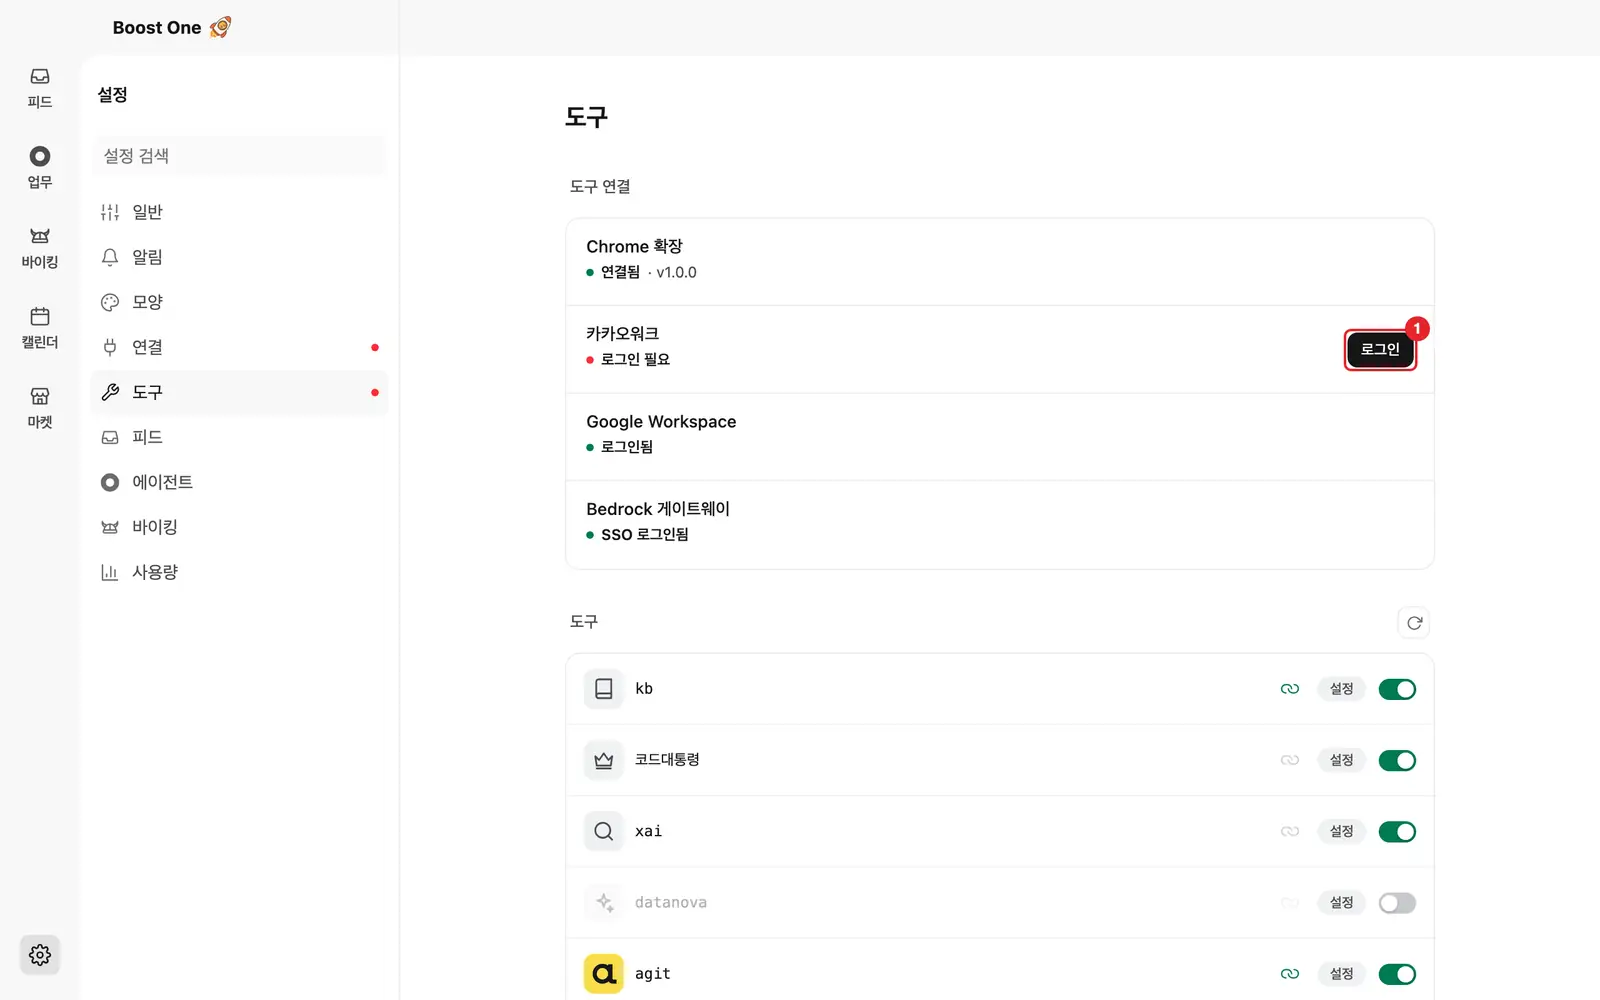 Boost One 🚀
피드
업무
바이킹
캘린더
마켓
설정
설정 검색
일반
알림
모양
연결
도구
피드
에이전트
바이킹
사용량
도구
도구 연결
Chrome 확장
연결됨 · v1.0.0
카카오워크
로그인 필요
로그인
1
Google Workspace
로그인됨
Bedrock 게이트웨이
SSO 로그인됨
도구
kb
설정
코드대통령
설정
xai
설정
datanova
설정
a
agit
설정